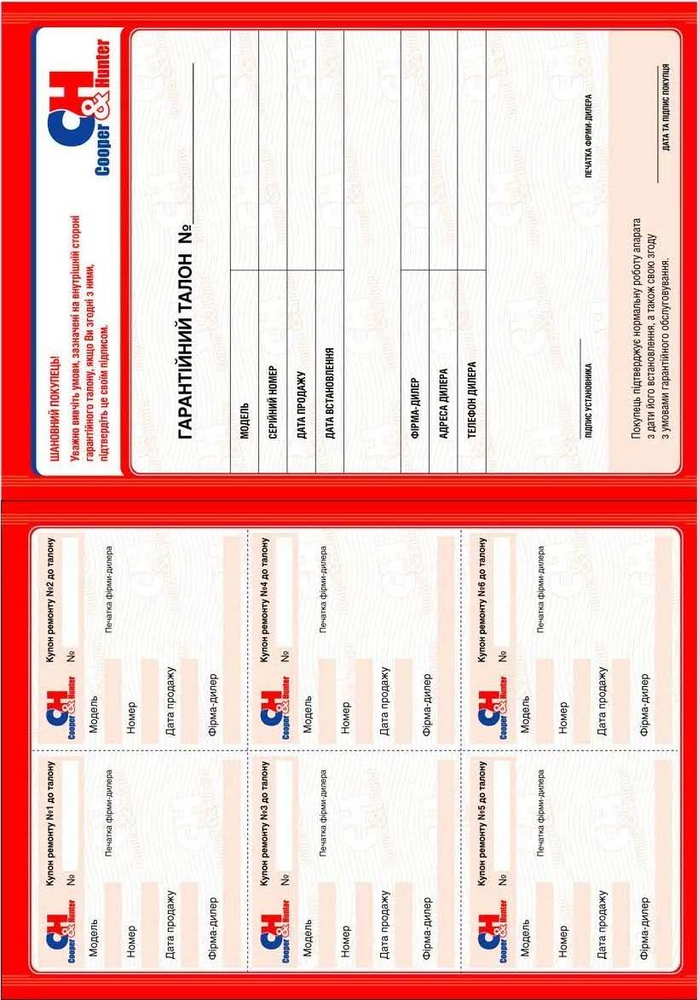 Купон ремонту №1 до талону
№
Cooper & Hunter
Модель
Печатка фірми-дилера
Номер
Дата продажу
Фірма-дилер
Купон ремонту №2 до талону
№
Cooper & Hunter
Модель
Печатка фірми-дилера
Номер
Дата продажу
Фірма-дилер
Купон ремонту №3 до талону
№
Cooper & Hunter
Модель
Печатка фірми-дилера
Номер
Дата продажу
Фірма-дилер
Купон ремонту №4 до талону
№
Cooper & Hunter
Модель
Печатка фірми-дилера
Номер
Дата продажу
Фірма-дилер
Купон ремонту №5 до талону
№
Cooper & Hunter
Модель
Печатка фірми-дилера
Номер
Дата продажу
Фірма-дилер
Купон ремонту №6 до талону
№
Cooper & Hunter
Модель
Печатка фірми-дилера
Номер
Дата продажу
Фірма-дилер
ШАНОВНИЙ ПОКУПЕЦЬ!
Уважно вивчіть умови, зазначені на внутрішній стороні
гарантійного талону, якщо Ви згодні з ними,
підтвердіть це своїм підписом.
CH
Cooper & Hunter
ГАРАНТІЙНИЙ ТАЛОН №
МОДЕЛЬ
СЕРІЙНИЙ НОМЕР
ДАТА ПРОДАЖУ
ДАТА ВСТАНОВЛЕННЯ
ФІРМА-ДИЛЕР
АДРЕСА ДИЛЕРА
ТЕЛЕФОН ДИЛЕРА
ПІДПИС УСТАНОВНИКА
ПЕЧАТКА ФІРМИ-ДИЛЕРА
Покупець підтверджує нормальну роботу апарата
з дати його встановлення, а також свою згоду
з умовами гарантійного обслуговування.
ДАТА ТА ПІДПИС ПОКУПЦЯ